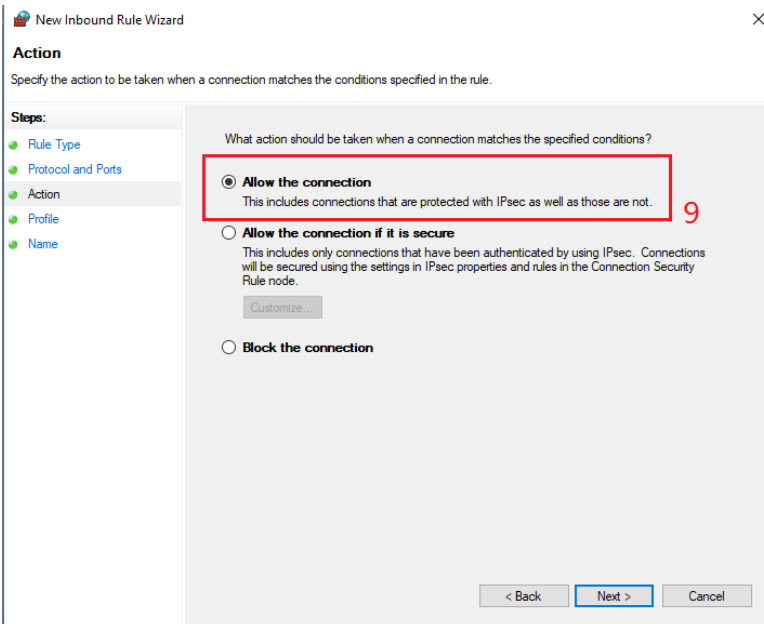 New Inbound Rule Wizard
Action
Specify the action to be taken when a connection matches the conditions specified in the rule.
Steps:
Rule Type
Protocol and Ports
Action
Profile
Name
What action should be taken when a connection matches the specified conditions?
Allow the connection
This includes connections that are protected with IPsec as well as those are not.
9
Allow the connection if it is secure
This includes only connections that have been authenticated by using IPsec. Connections
will be secured using the settings in IPsec properties and rules in the Connection Security
Rule node.
Customize...
Block the connection
< Back
Next >
Cancel